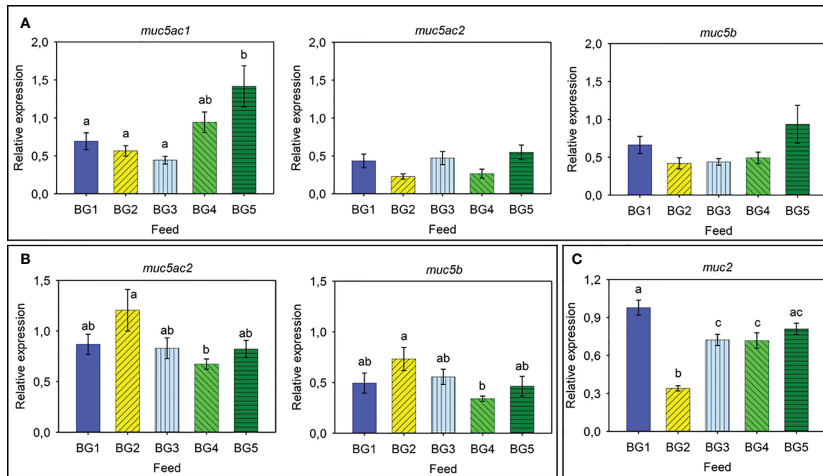 A
muc5ac1
muc5ac2
muc5b
Relative expression
2,0
1,5
1,0
0,5
0,0
a
a
a
ab
b
BG1 BG2 BG3 BG4 BG5
Feed
Relative expression
2,0
1,5
1,0
0,5
0,0
BG1 BG2 BG3 BG4 BG5
Feed
Relative expression
2,0
1,5
1,0
0,5
0,0
BG1 BG2 BG3 BG4 BG5
Feed
B
muc5ac2
muc5b
Relative expression
1,5
1,0
0,5
0,0
ab
a
ab
b
ab
BG1 BG2 BG3 BG4 BG5
Feed
Relative expression
1,5
1,0
0,5
0,0
ab
a
ab
b
ab
BG1 BG2 BG3 BG4 BG5
Feed
C
muc2
Relative expression
1,2
0,9
0,6
0,3
0,0
a
b
c
c
ac
BG1 BG2 BG3 BG4 BG5
Feed